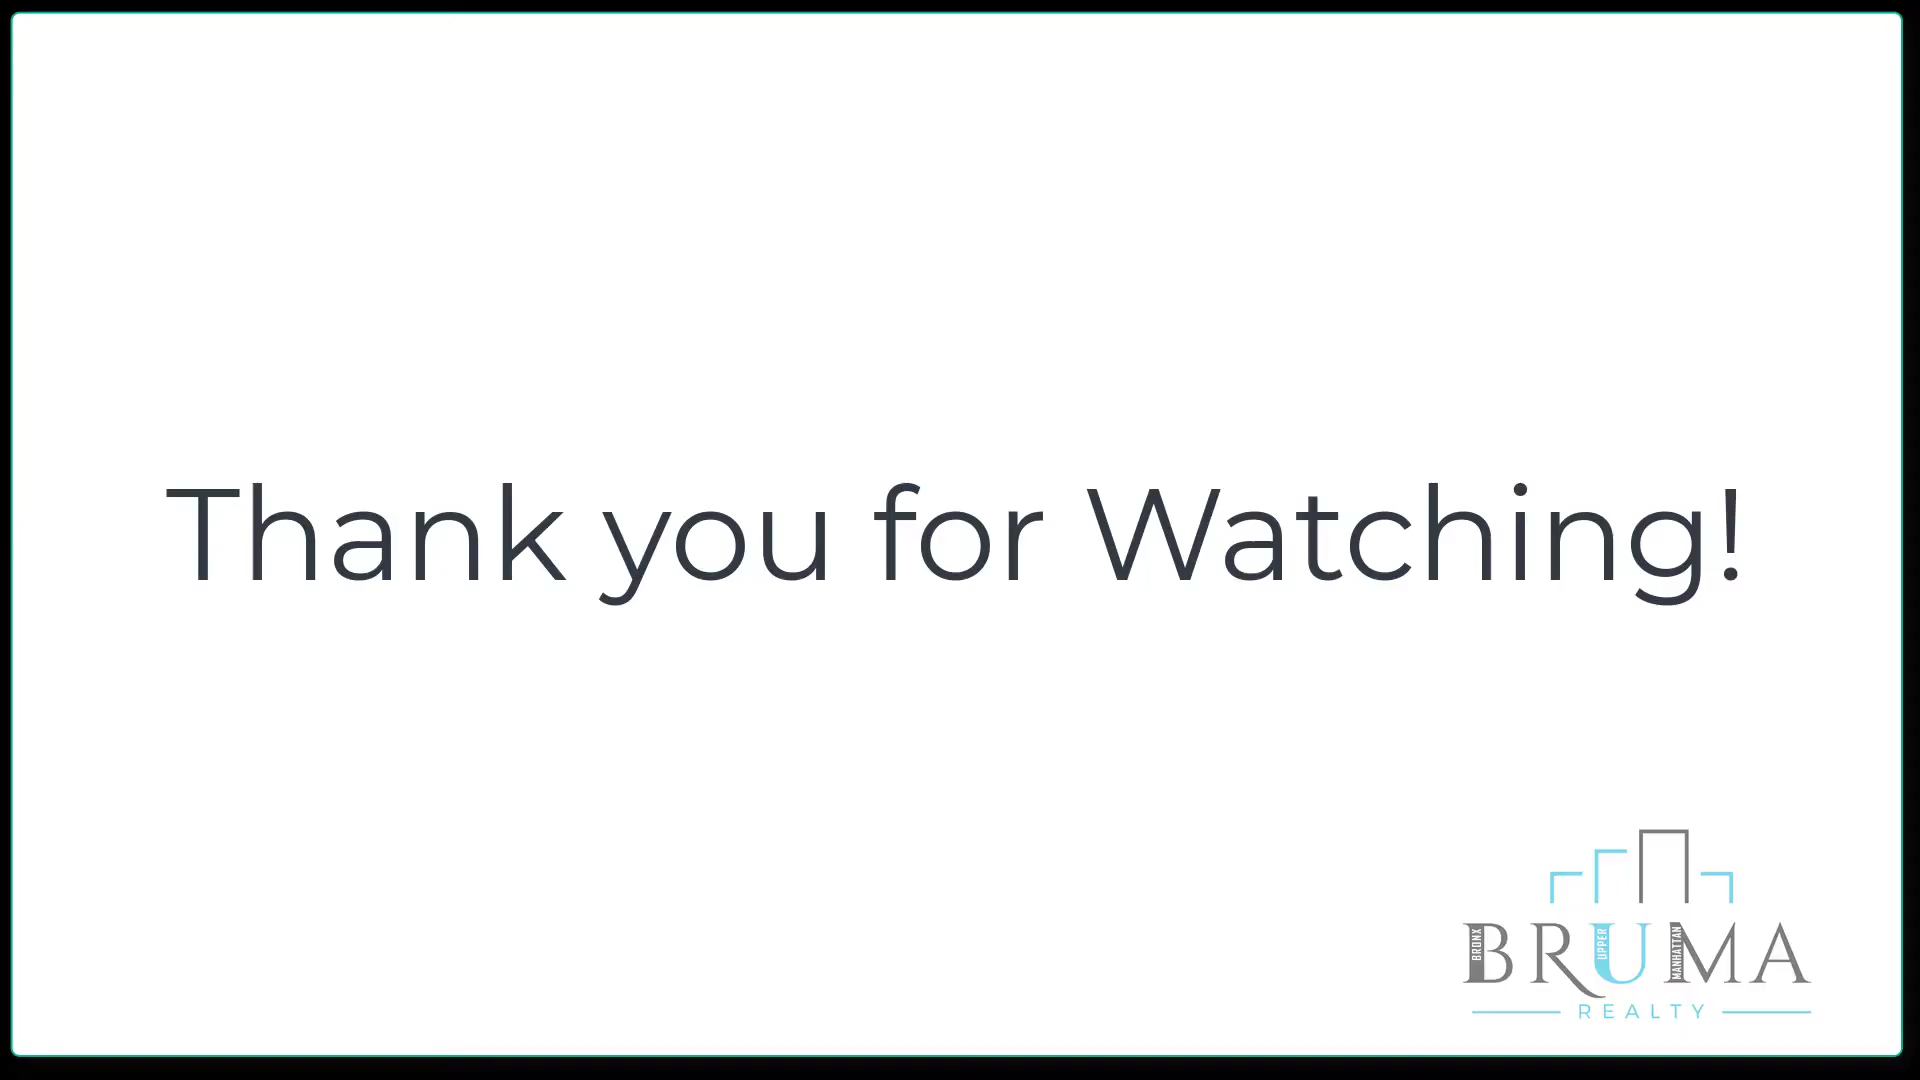 Thank you for Watching!
BRUMA
BRONX
UPPER
MANHATTAN
REALTY